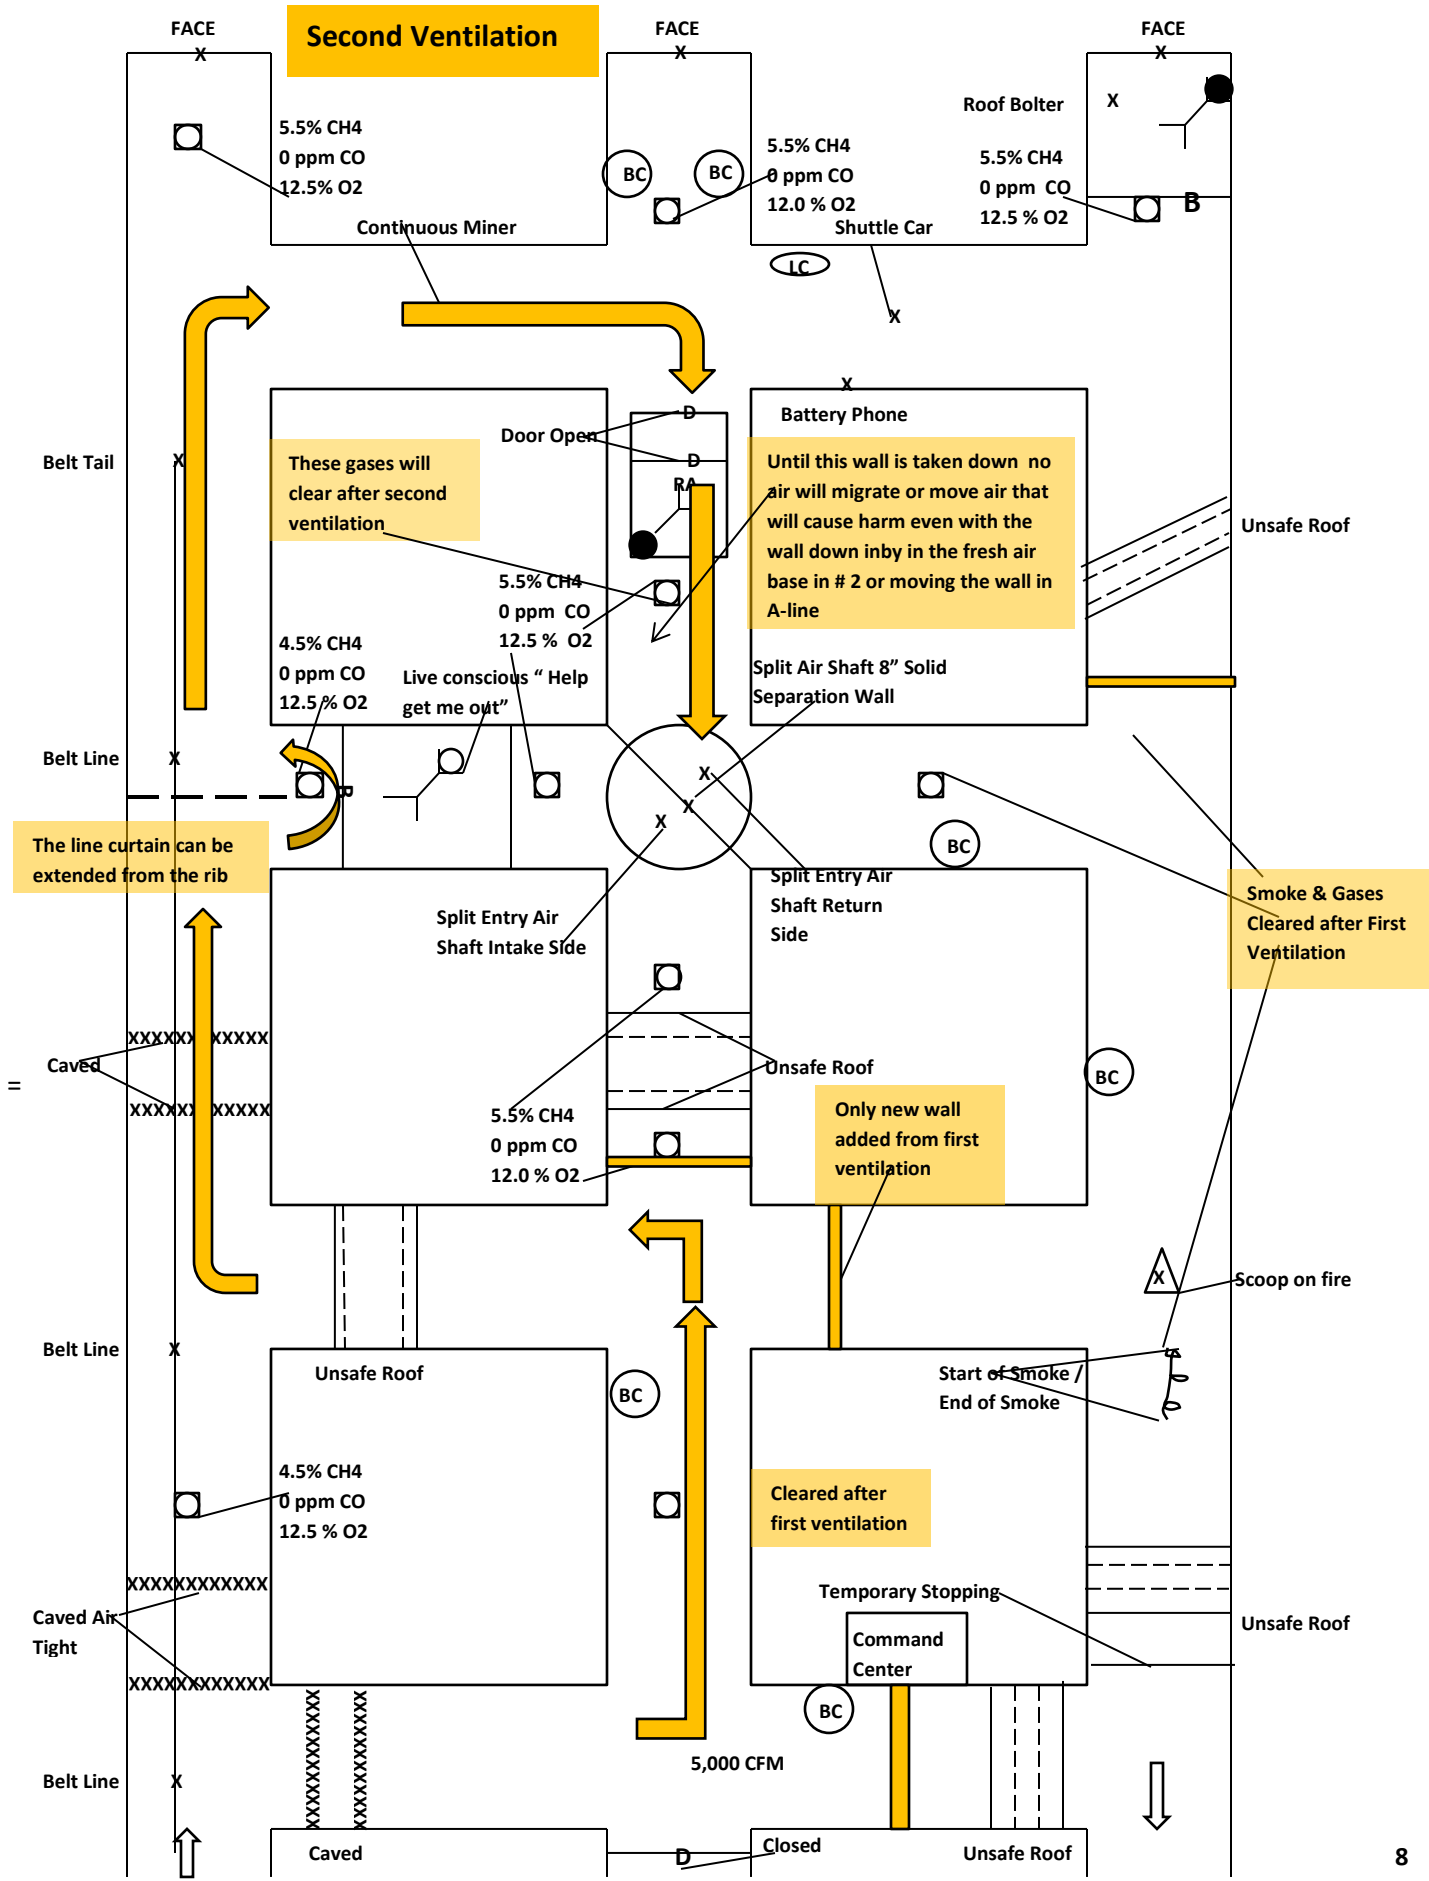 FACE
Second Ventilation
FACE
FACE
X
X
X
Roof Bolter
X
5.5% CH4
0 ppm CO
12.5% O2
BC
BC
5.5% CH4
0 ppm CO
12.0 % O2
5.5% CH4
0 ppm CO
12.5 % O2
B
Continuous Miner
Shuttle Car
LC
X
X
Battery Phone
D
Door Open
D
RA
Belt Tail
X
These gases will
clear after second
ventilation
Until this wall is taken down no
air will migrate or move air that
will cause harm even with the
wall down inby in the fresh air
base in # 2 or moving the wall in
A-line
Unsafe Roof
5.5% CH4
0 ppm CO
12.5 % O2
4.5% CH4
0 ppm CO
12.5 % O2
Live conscious “ Help
get me out”
Split Air Shaft 8” Solid
Separation Wall
Belt Line
X
B
X
X
X
BC
The line curtain can be
extended from the rib
Split Entry Air
Shaft Return
Side
Split Entry Air
Shaft Intake Side
Smoke & Gases
Cleared after First
Ventilation
XXXXXXXXXXXXX
Caved
=
XXXXXXXXXXXXX
Unsafe Roof
BC
5.5% CH4
0 ppm CO
12.0 % O2
Only new wall
added from first
ventilation
X
Scoop on fire
Belt Line
X
Unsafe Roof
BC
Start of Smoke /
End of Smoke
4.5% CH4
0 ppm CO
12.5 % O2
Cleared after
first ventilation
XXXXXXXXXXXXX
Caved Air
Tight
XXXXXXXXXXXXX
Temporary Stopping
Command
Center
Unsafe Roof
BC
XXXXXXXXXXXX
XXXXXXXXXXXX
5,000 CFM
Belt Line
X
Caved
D
Closed
Unsafe Roof
8